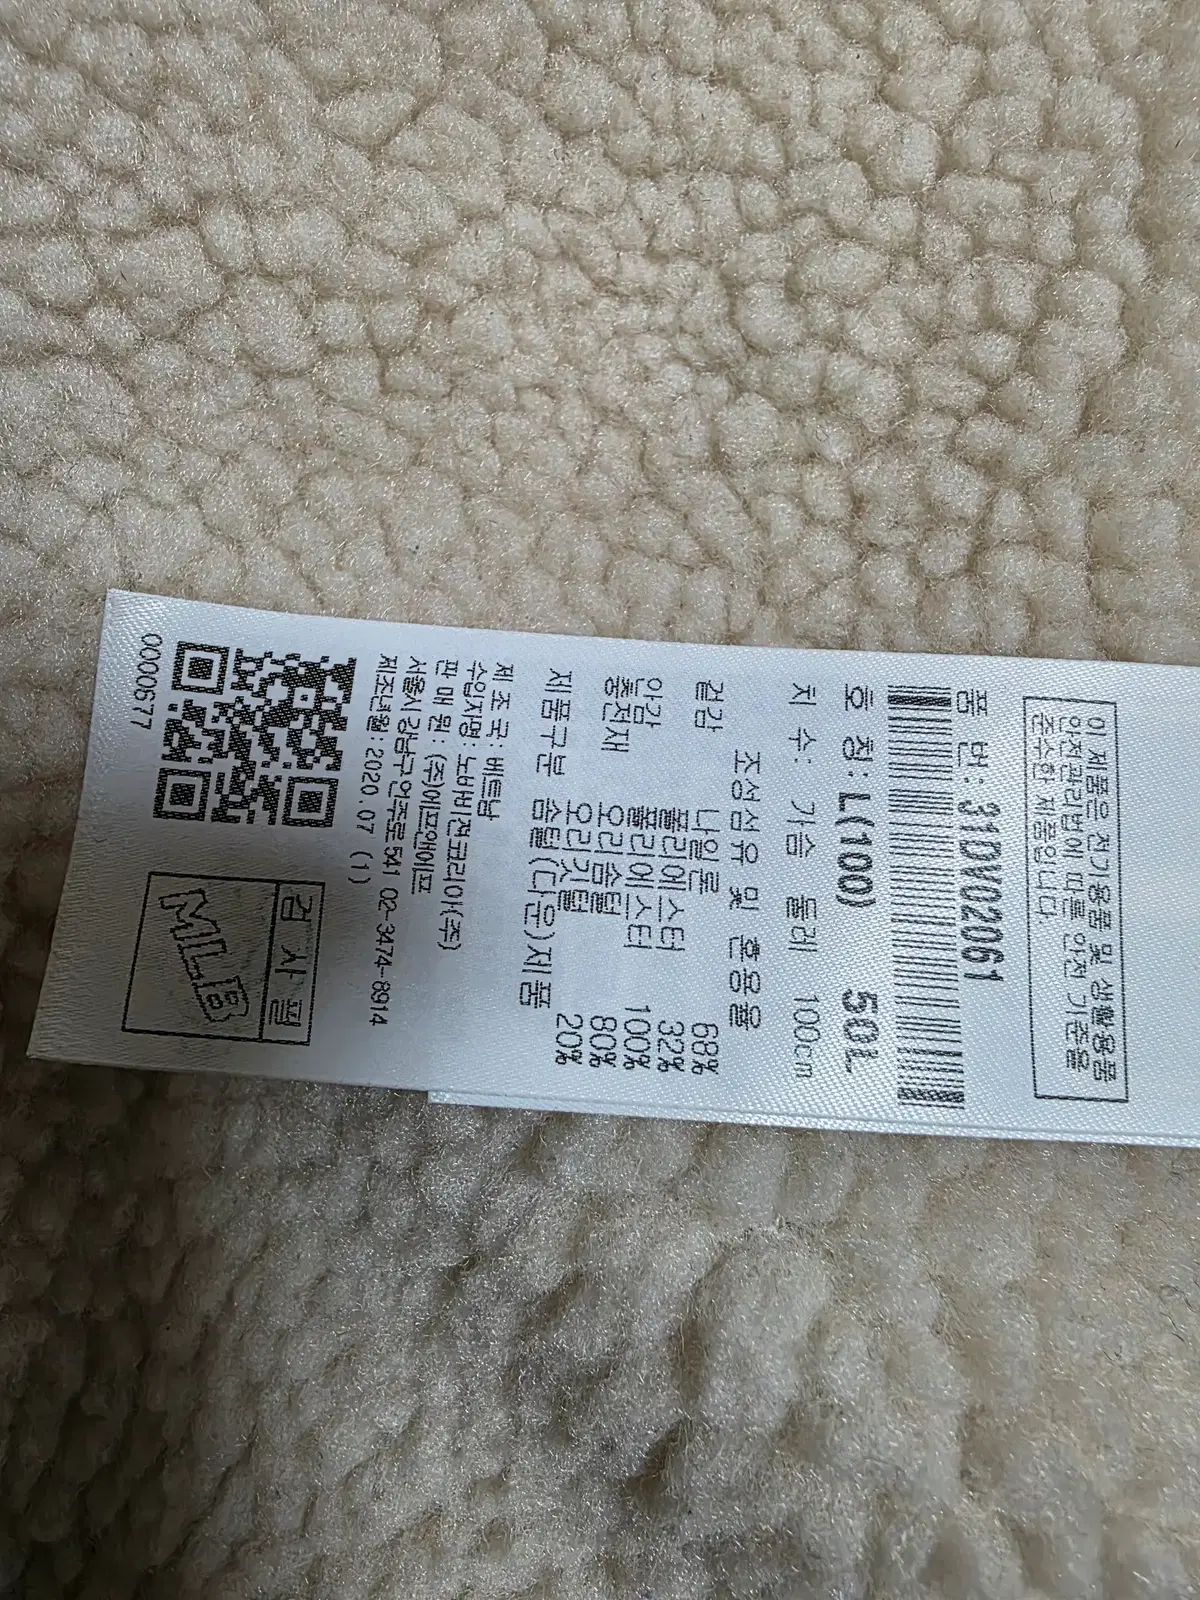 이 제품은 전기용품 및 생활용품
안전관리법에 따른 안전 기준을
준수한 제품입니다
품 번: 31DV02061
호 칭: L(100) 50L
치 수: 가슴 둘레 100cm
조성섬유 및 혼용율
겉감 나일론 68%
폴리에스터 32%
안감 폴리에스터 100%
충전재 오리솜털 80%
오리깃털 20%
제품구분 솜털(다운)제품
제 조 국: 베트남
수입자명: 노바비젼코리아(주)
판 매 원: (주)에프앤에프
서울시 강남구 언주로 541 02-3474-8914
제조년월: 2020.07 (1)
검 사 필
MLB
0000677